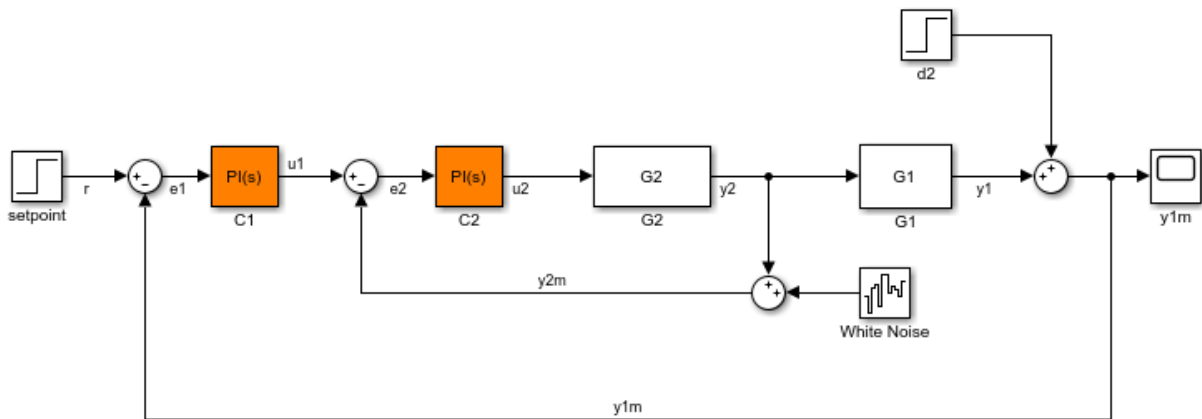 d2
setpoint
r
+
−
e1
PI(s)
C1
u1
+
−
e2
PI(s)
C2
u2
G2
G2
y2
G1
G1
y1
+
+
y1m
y2m
+
+
White Noise
y1m